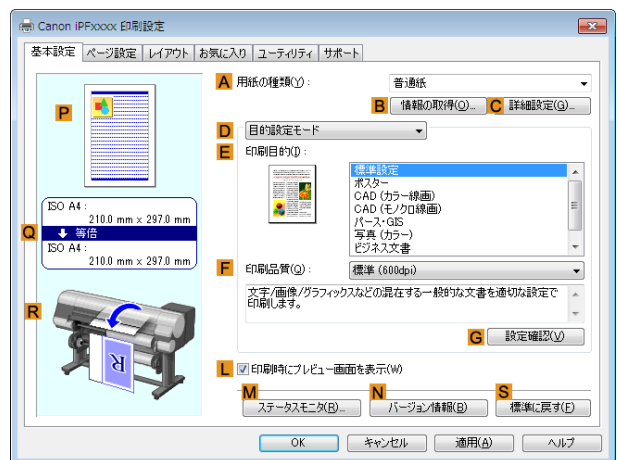 Canon iPFxxxx 印刷設定
基本設定 ページ設定 レイアウト お気に入り ユーティリティ サポート
A 用紙の種類(Y): 普通紙
B 情報の取得(O)... C 詳細設定(G)...
P
D 目的設定モード
E 印刷目的(I):
標準設定
ポスター
CAD (カラー線画)
CAD (モノクロ線画)
パース・GIS
写真 (カラー)
ビジネス文書
ISO A4 :
210.0 mm x 297.0 mm
Q 等倍
ISO A4 :
210.0 mm x 297.0 mm
F 印刷品質(Q): 標準 (600dpi)
文字/画像/グラフィックスなどの混在する一般的な文書を適切な設定で
印刷します。
R
G 設定確認(V)
R
L 印刷時にプレビュー画面を表示(W)
M N S
ステータスモニタ(R)... バージョン情報(B) 標準に戻す(F)
OK キャンセル 適用(A) ヘルプ